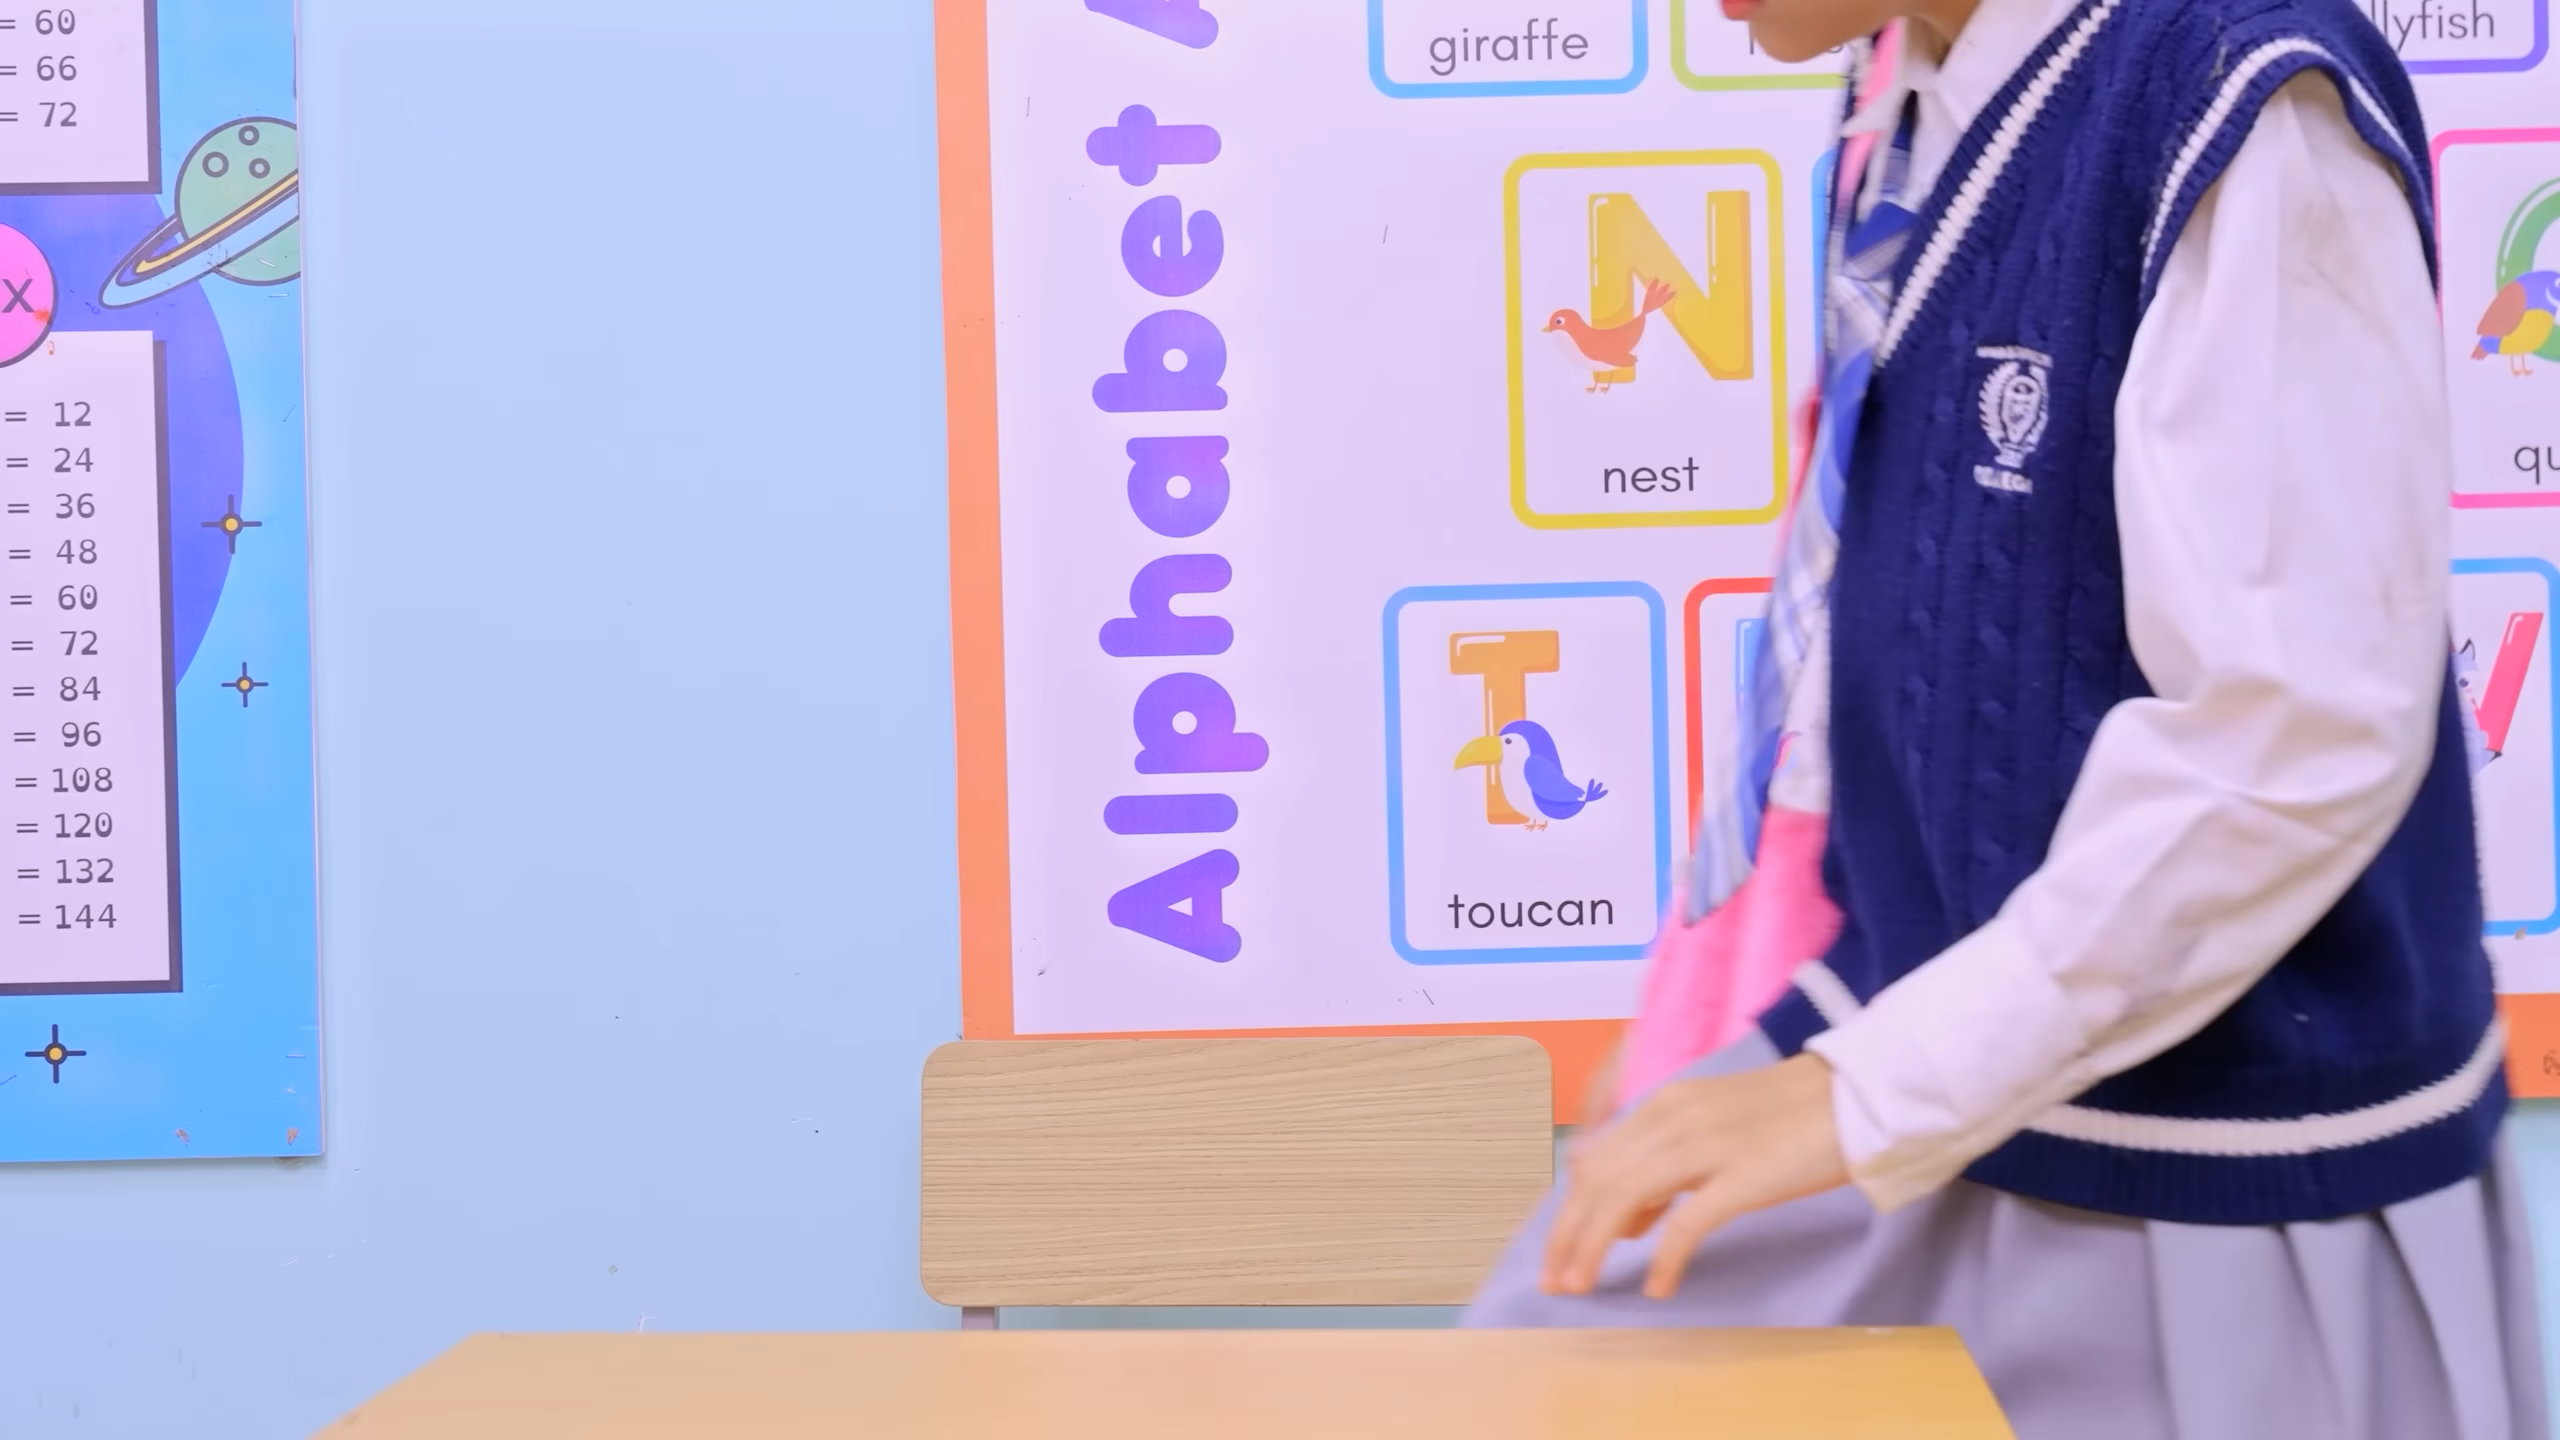 = 60
= 66
= 72
x
= 12
= 24
= 36
= 48
= 60
= 72
= 84
= 96
= 108
= 120
= 132
= 144
Alphabet A
giraffe
llyfish
N
nest
qu
T
toucan